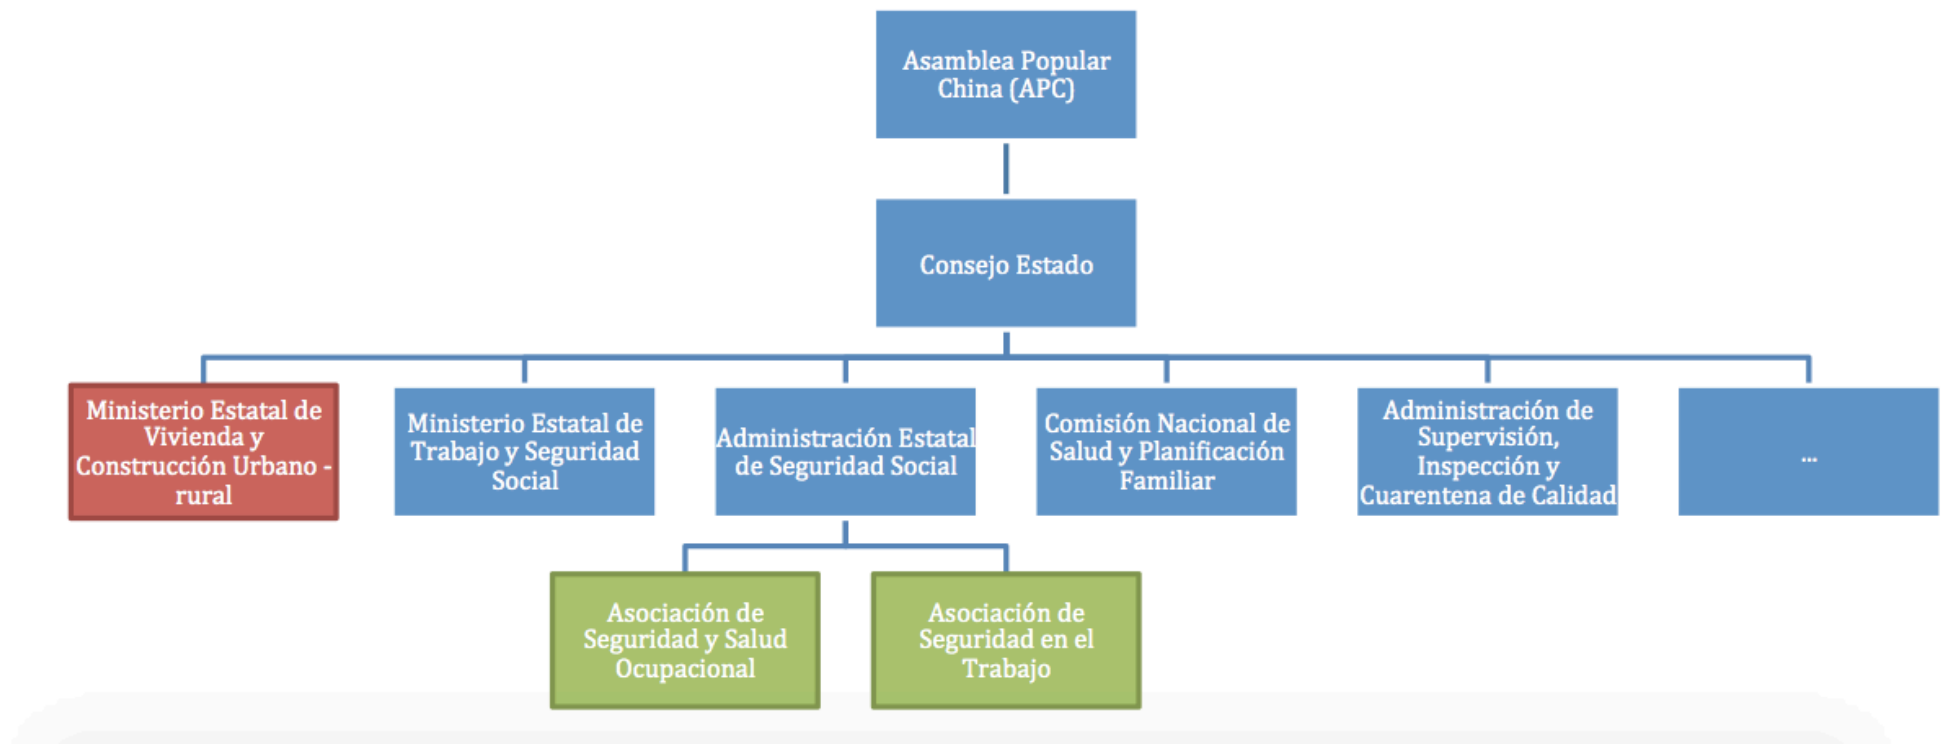 Asamblea Popular
China (APC)
Consejo Estado
Ministerio Estatal de
Vivienda y
Construcción Urbano -
rural
Ministerio Estatal de
Trabajo y Seguridad
Social
Administración Estatal
de Seguridad Social
Comisión Nacional de
Salud y Planificación
Familiar
Administración de
Supervisión,
Inspección y
Cuarentena de Calidad
...
Asociación de
Seguridad y Salud
Ocupacional
Asociación de
Seguridad en el
Trabajo